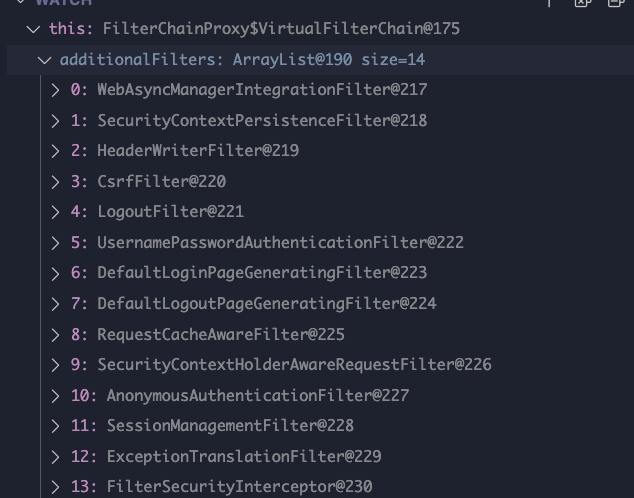 WATCH
this: FilterChainProxy$VirtualFilterChain@175
additionalFilters: ArrayList@190 size=14
0: WebAsyncManagerIntegrationFilter@217
1: SecurityContextPersistenceFilter@218
2: HeaderWriterFilter@219
3: CsrfFilter@220
4: LogoutFilter@221
5: UsernamePasswordAuthenticationFilter@222
6: DefaultLoginPageGeneratingFilter@223
7: DefaultLogoutPageGeneratingFilter@224
8: RequestCacheAwareFilter@225
9: SecurityContextHolderAwareRequestFilter@226
10: AnonymousAuthenticationFilter@227
11: SessionManagementFilter@228
12: ExceptionTranslationFilter@229
13: FilterSecurityInterceptor@230